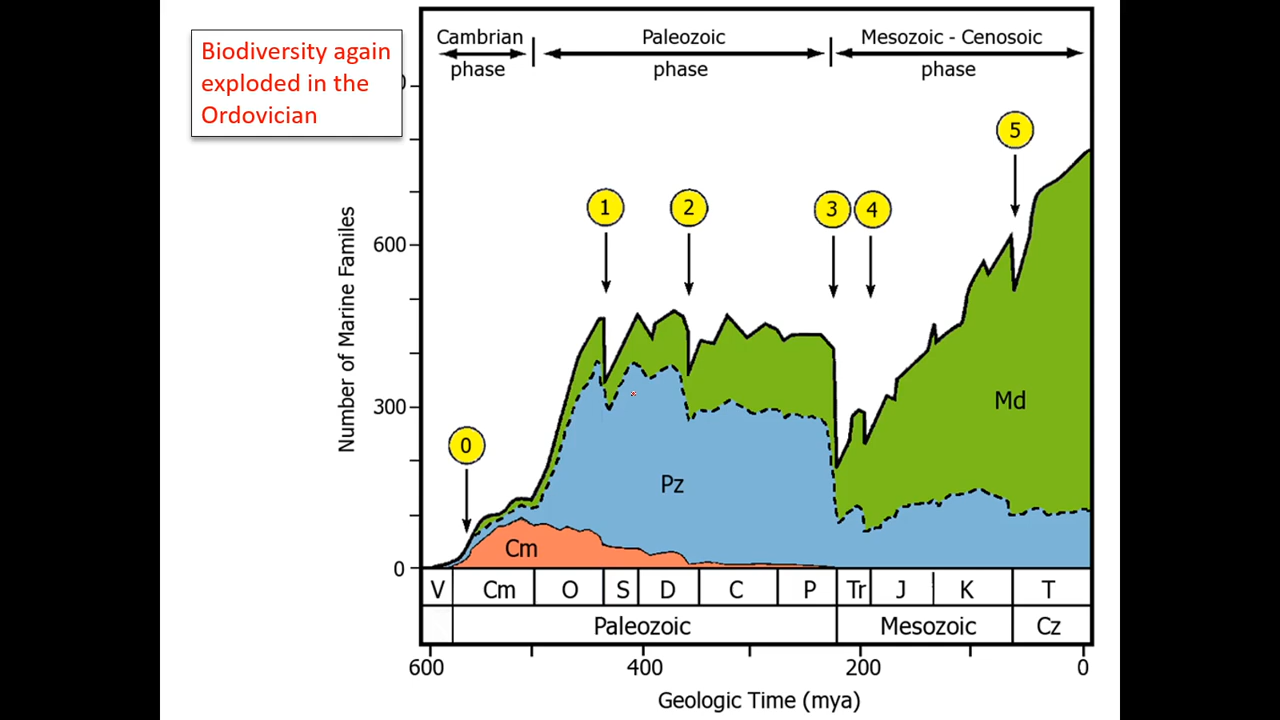 Biodiversity again
exploded in the
Ordovician
Cambrian
phase
Paleozoic
phase
Mesozoic - Cenosoic
phase
Number of Marine Familes
0
600
300
0
0
1
2
3
4
5
Cm
Pz
Md
V Cm O S D C P Tr J K T
Paleozoic Mesozoic Cz
600 400 200 0
Geologic Time (mya)